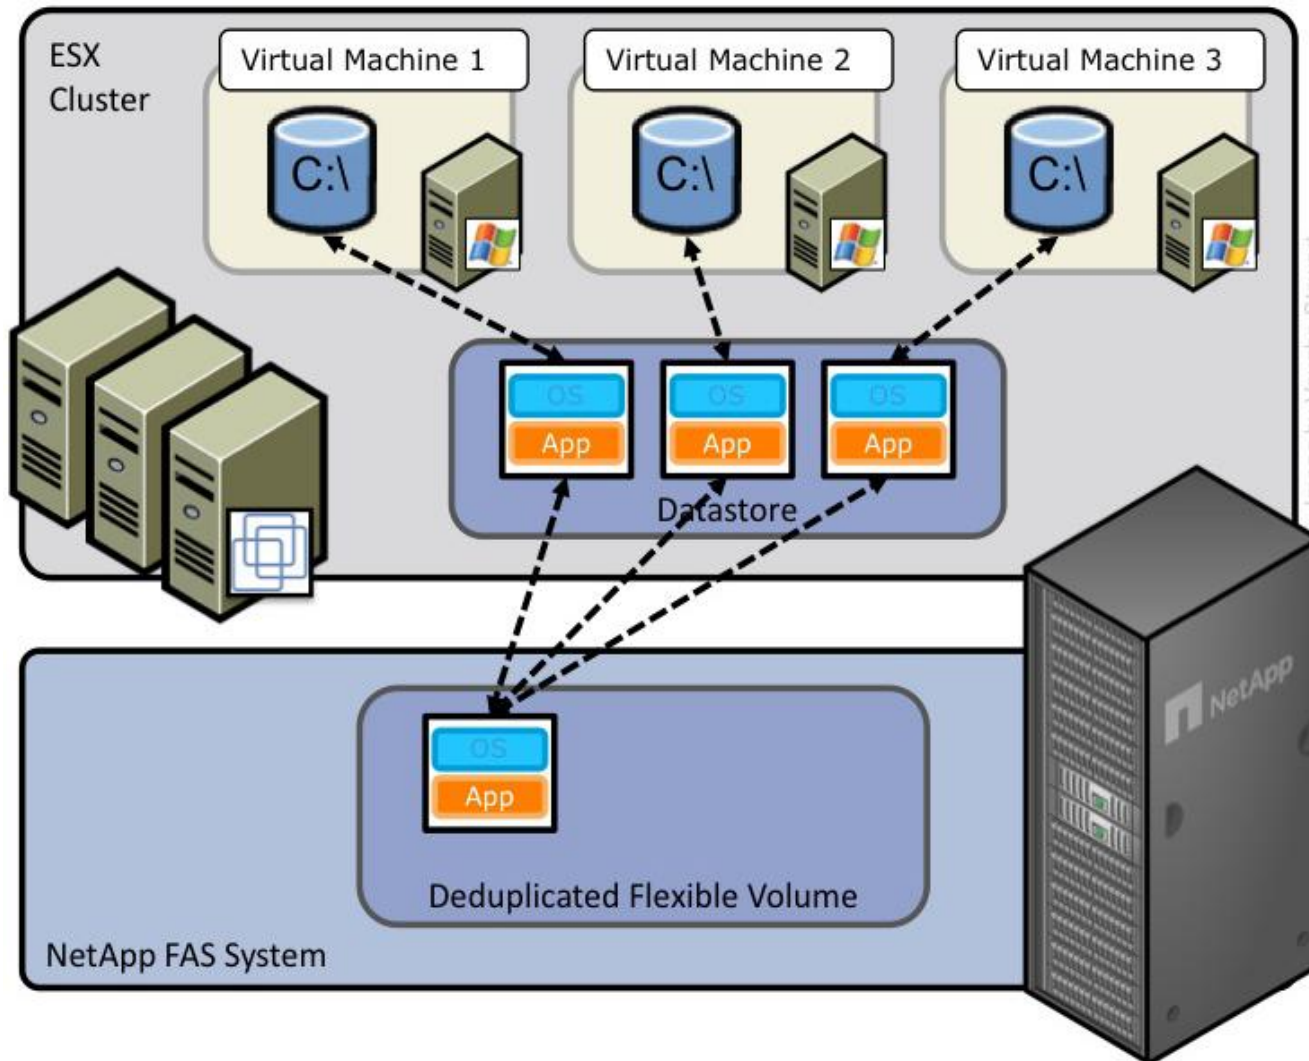 ESX
Cluster
Virtual Machine 1
Virtual Machine 2
Virtual Machine 3
C:\
C:\
C:\
OS
OS
OS
App
App
App
Datastore
NetApp
OS
App
Deduplicated Flexible Volume
NetApp FAS System